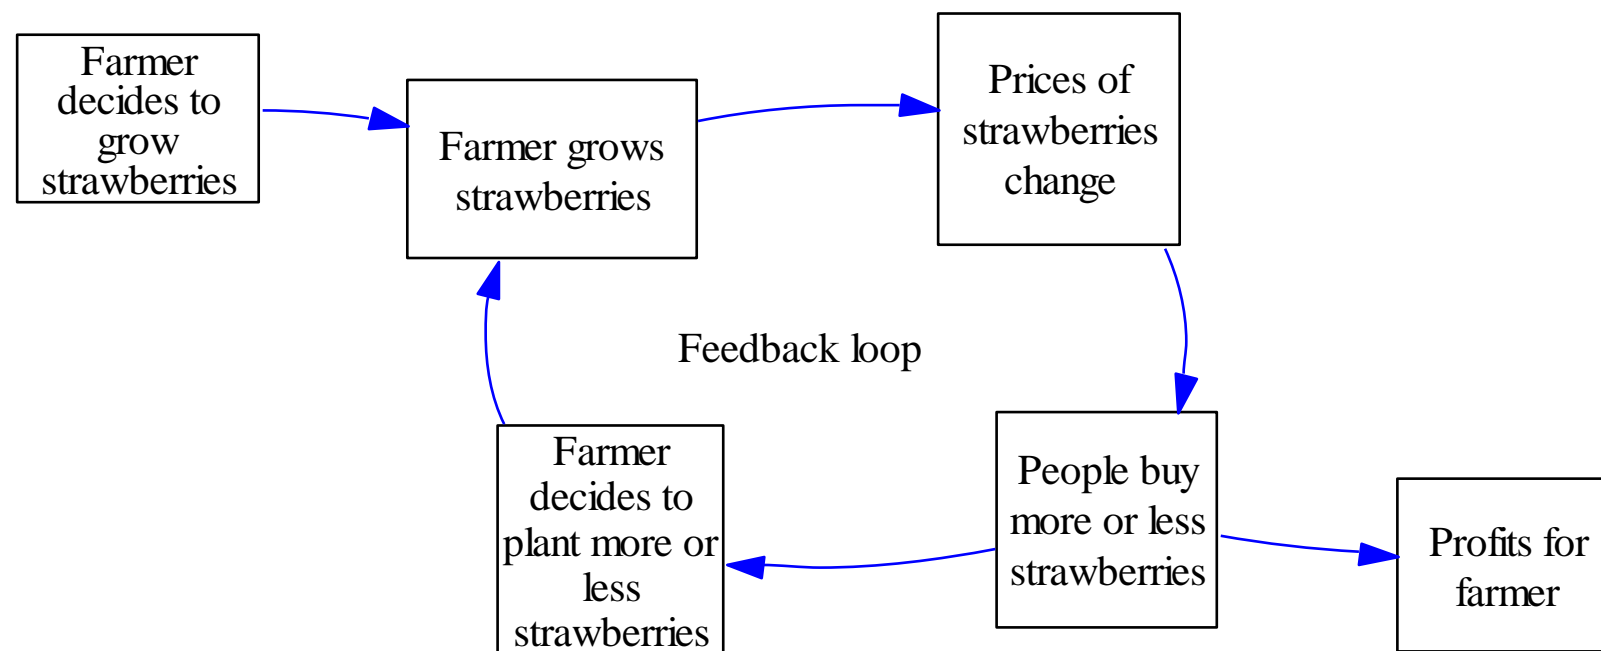 Farmer
decides to
grow
strawberries
Farmer grows
strawberries
Prices of
strawberries
change
Feedback loop
Farmer
decides to
plant more or
less
strawberries
People buy
more or less
strawberries
Profits for
farmer